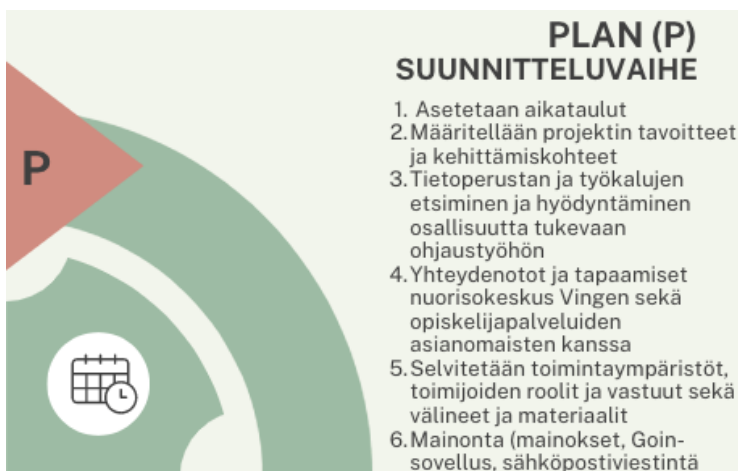 PLAN (P)
SUUNNITTELUVAIHE
P
1. Asetetaan aikataulut
2. Määritellään projektin tavoitteet
ja kehittämiskohteet
3. Tietoperustan ja työkalujen
etsiminen ja hyödyntäminen
osallisuutta tukevaan
ohjaustyöhön
4. Yhteydenotot ja tapaamiset
nuorisokeskus Vingen sekä
opiskelijapalveluiden
asianomaisten kanssa
5. Selvitetään toimintaympäristöt,
toimijoiden roolit ja vastuut sekä
välineet ja materiaalit
6. Mainonta (mainokset, Goin-
sovellus, sähköpostiviestintä